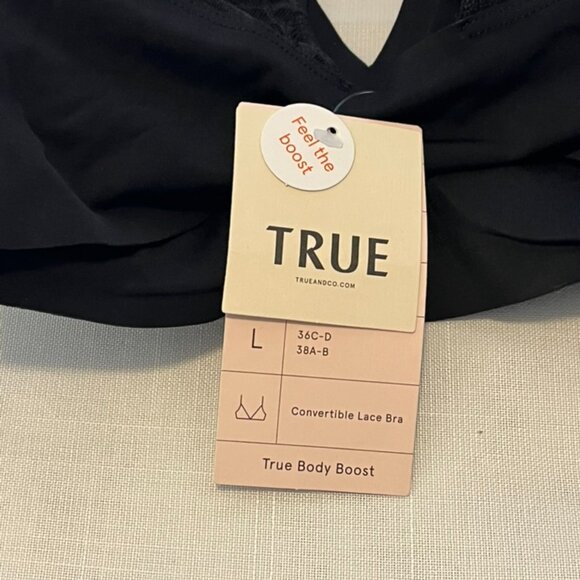 Feel the
boost
TRUE
TRUEANDCO.COM
L
36C-D
38A-B
Convertible Lace Bra
True Body Boost